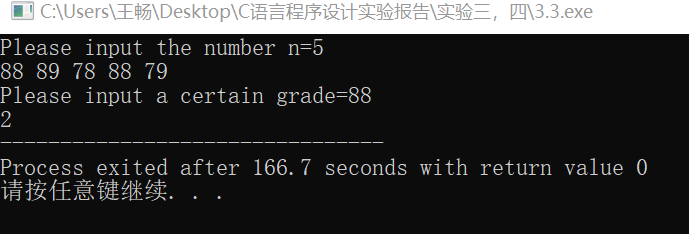 C:\Users\王畅\Desktop\C语言程序设计实验报告\实验三，四\3.3.exe
Please input the number n=5
88 89 78 88 79
Please input a certain grade=88
2
--------------------------------
Process exited after 166.7 seconds with return value 0
请按任意键继续. . .